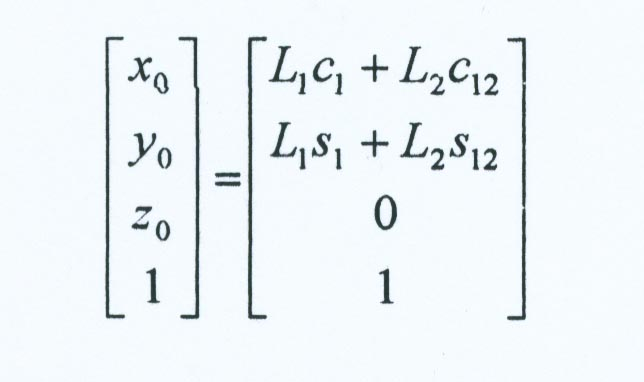 [x₀] = [L₁c₁ + L₂c₁₂]
[y₀] = [L₁s₁ + L₂s₁₂]
[z₀] = [0]
[1] = [1]